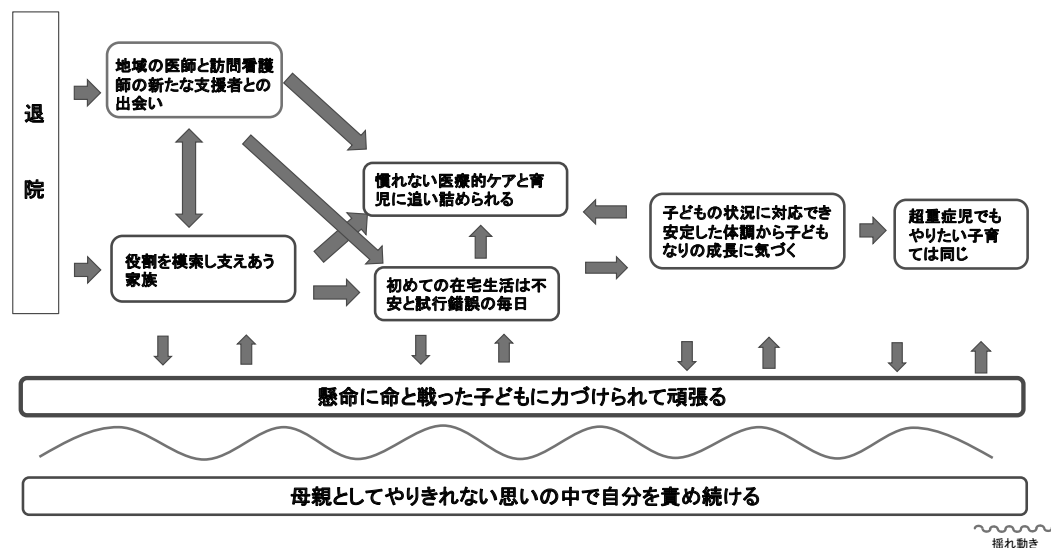 退
院
地域の医師と訪問看護
師の新たな支援者との
出会い
役割を模索し支えあう
家族
慣れない医療的ケアと育
児に追い詰められる
初めての在宅生活は不
安と試行錯誤の毎日
子どもの状況に対応でき
安定した体調から子ども
なりの成長に気づく
超重症児でも
やりたい子育
ては同じ
懸命に命と戦った子どもに力づけられて頑張る
母親としてやりきれない思いの中で自分を責め続ける
揺れ動き